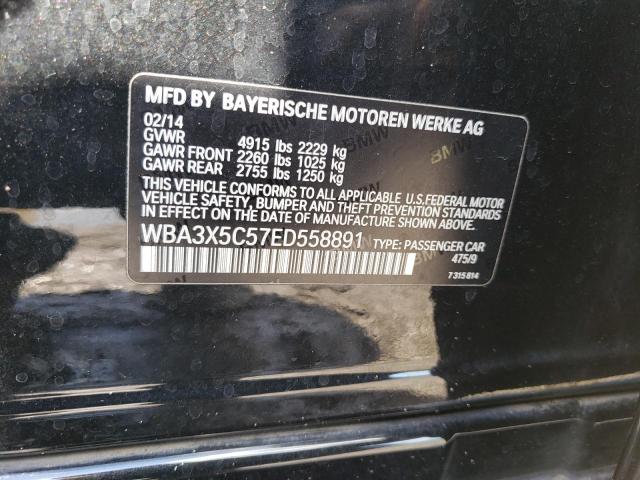 MFD BY BAYERISCHE MOTOREN WERKE AG
02/14
GVWR 4915 lbs 2229 kg
GAWR FRONT 2260 lbs 1025 kg
GAWR REAR 2755 lbs 1250 kg
THIS VEHICLE CONFORMS TO ALL APPLICABLE U.S.FEDERAL MOTOR
VEHICLE SAFETY, BUMPER AND THEFT PREVENTION STANDARDS
IN EFFECT ON THE DATE OF MANUFACTURE SHOWN ABOVE.
WBA3X5C57ED558891 TYPE: PASSENGER CAR
475/9
7315814